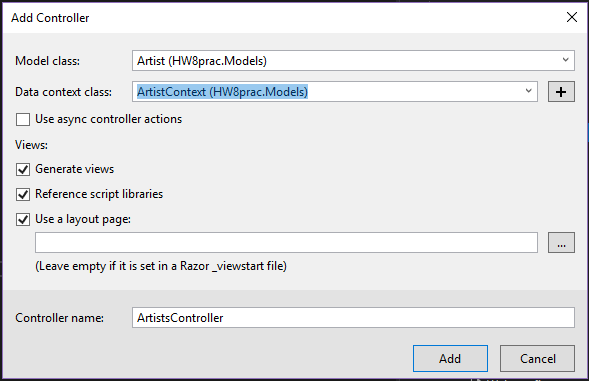 Add Controller
Model class: Artist (HW8prac.Models)
Data context class: ArtistContext (HW8prac.Models)
Use async controller actions
Views:
Generate views
Reference script libraries
Use a layout page:
...
(Leave empty if it is set in a Razor _viewstart file)
Controller name: ArtistsController
Add Cancel